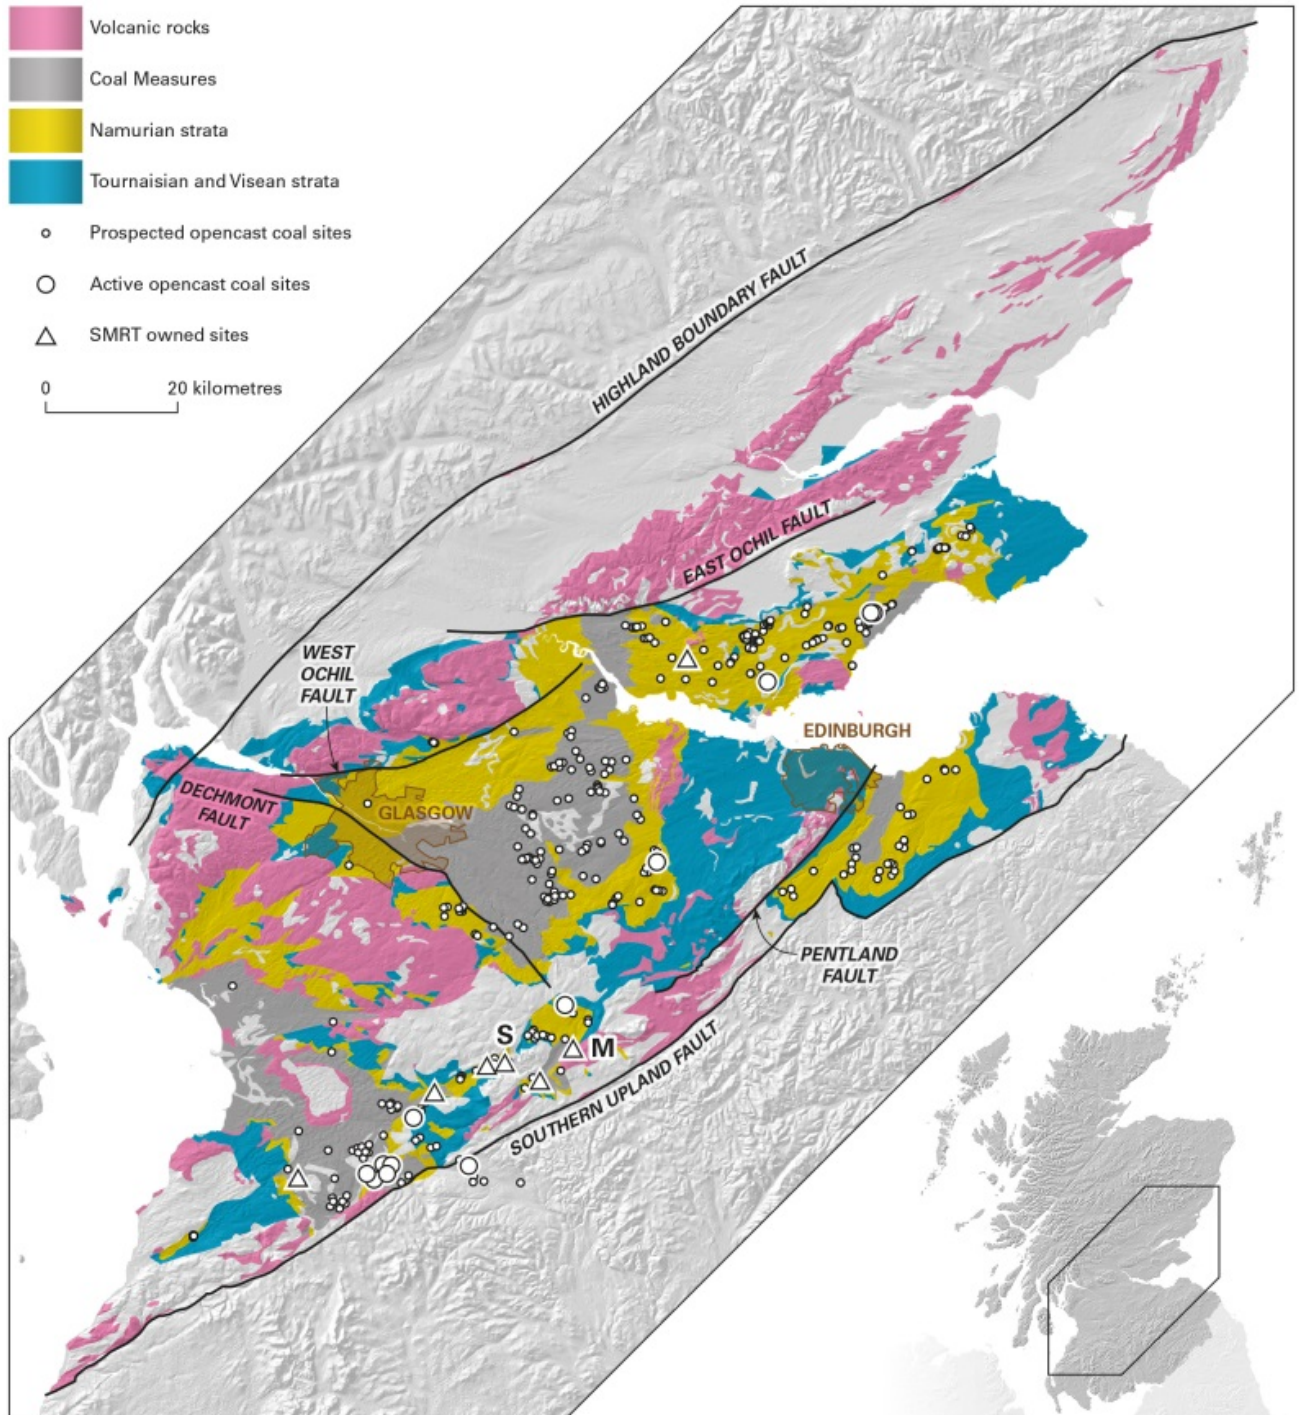 Volcanic rocks
Coal Measures
Namurian strata
Tournaisian and Visean strata
Prospected opencast coal sites
Active opencast coal sites
SMRT owned sites
0 20 kilometres
HIGHLAND BOUNDARY FAULT
EAST OCHIL FAULT
WEST
OCHIL
FAULT
EDINBURGH
DECHMONT
FAULT
GLASGOW
PENTLAND
FAULT
S
M
SOUTHERN UPLAND FAULT